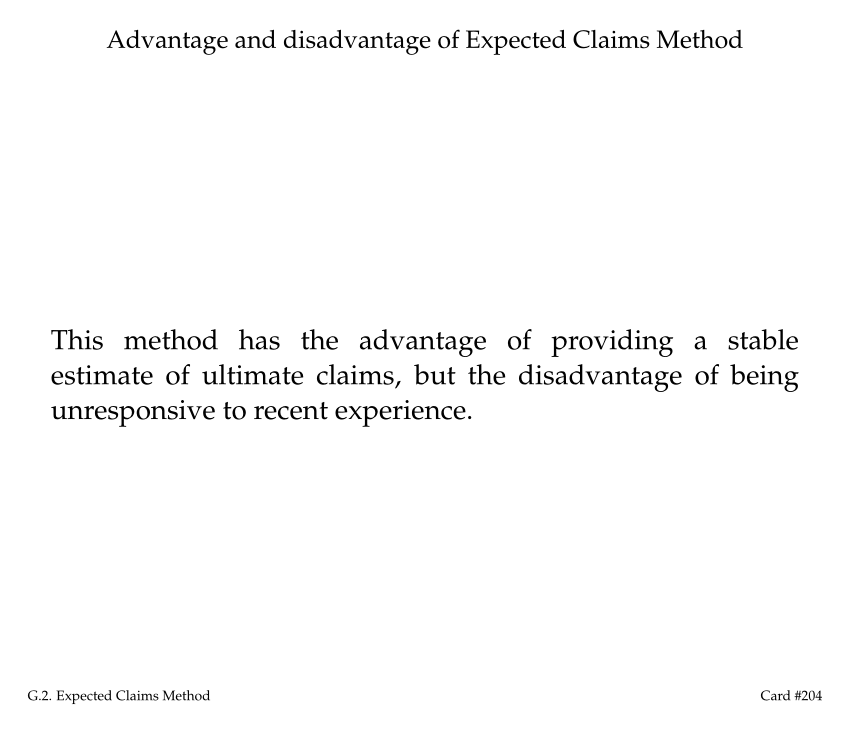 Advantage and disadvantage of Expected Claims Method
This method has the advantage of providing a stable
estimate of ultimate claims, but the disadvantage of being
unresponsive to recent experience.
G.2. Expected Claims Method
Card #204